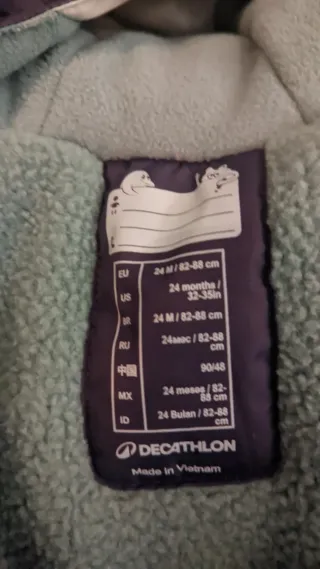 EU 24 M / 82-88 cm
US 24 months /
32-35in
IR 24 M / 82-88 cm
RU 24мес / 82-88
cm
中国 90/48
MX 24 meses / 82-
88 cm
ID 24 Bulan / 82-88
cm
DECATHLON
Made in Vietnam